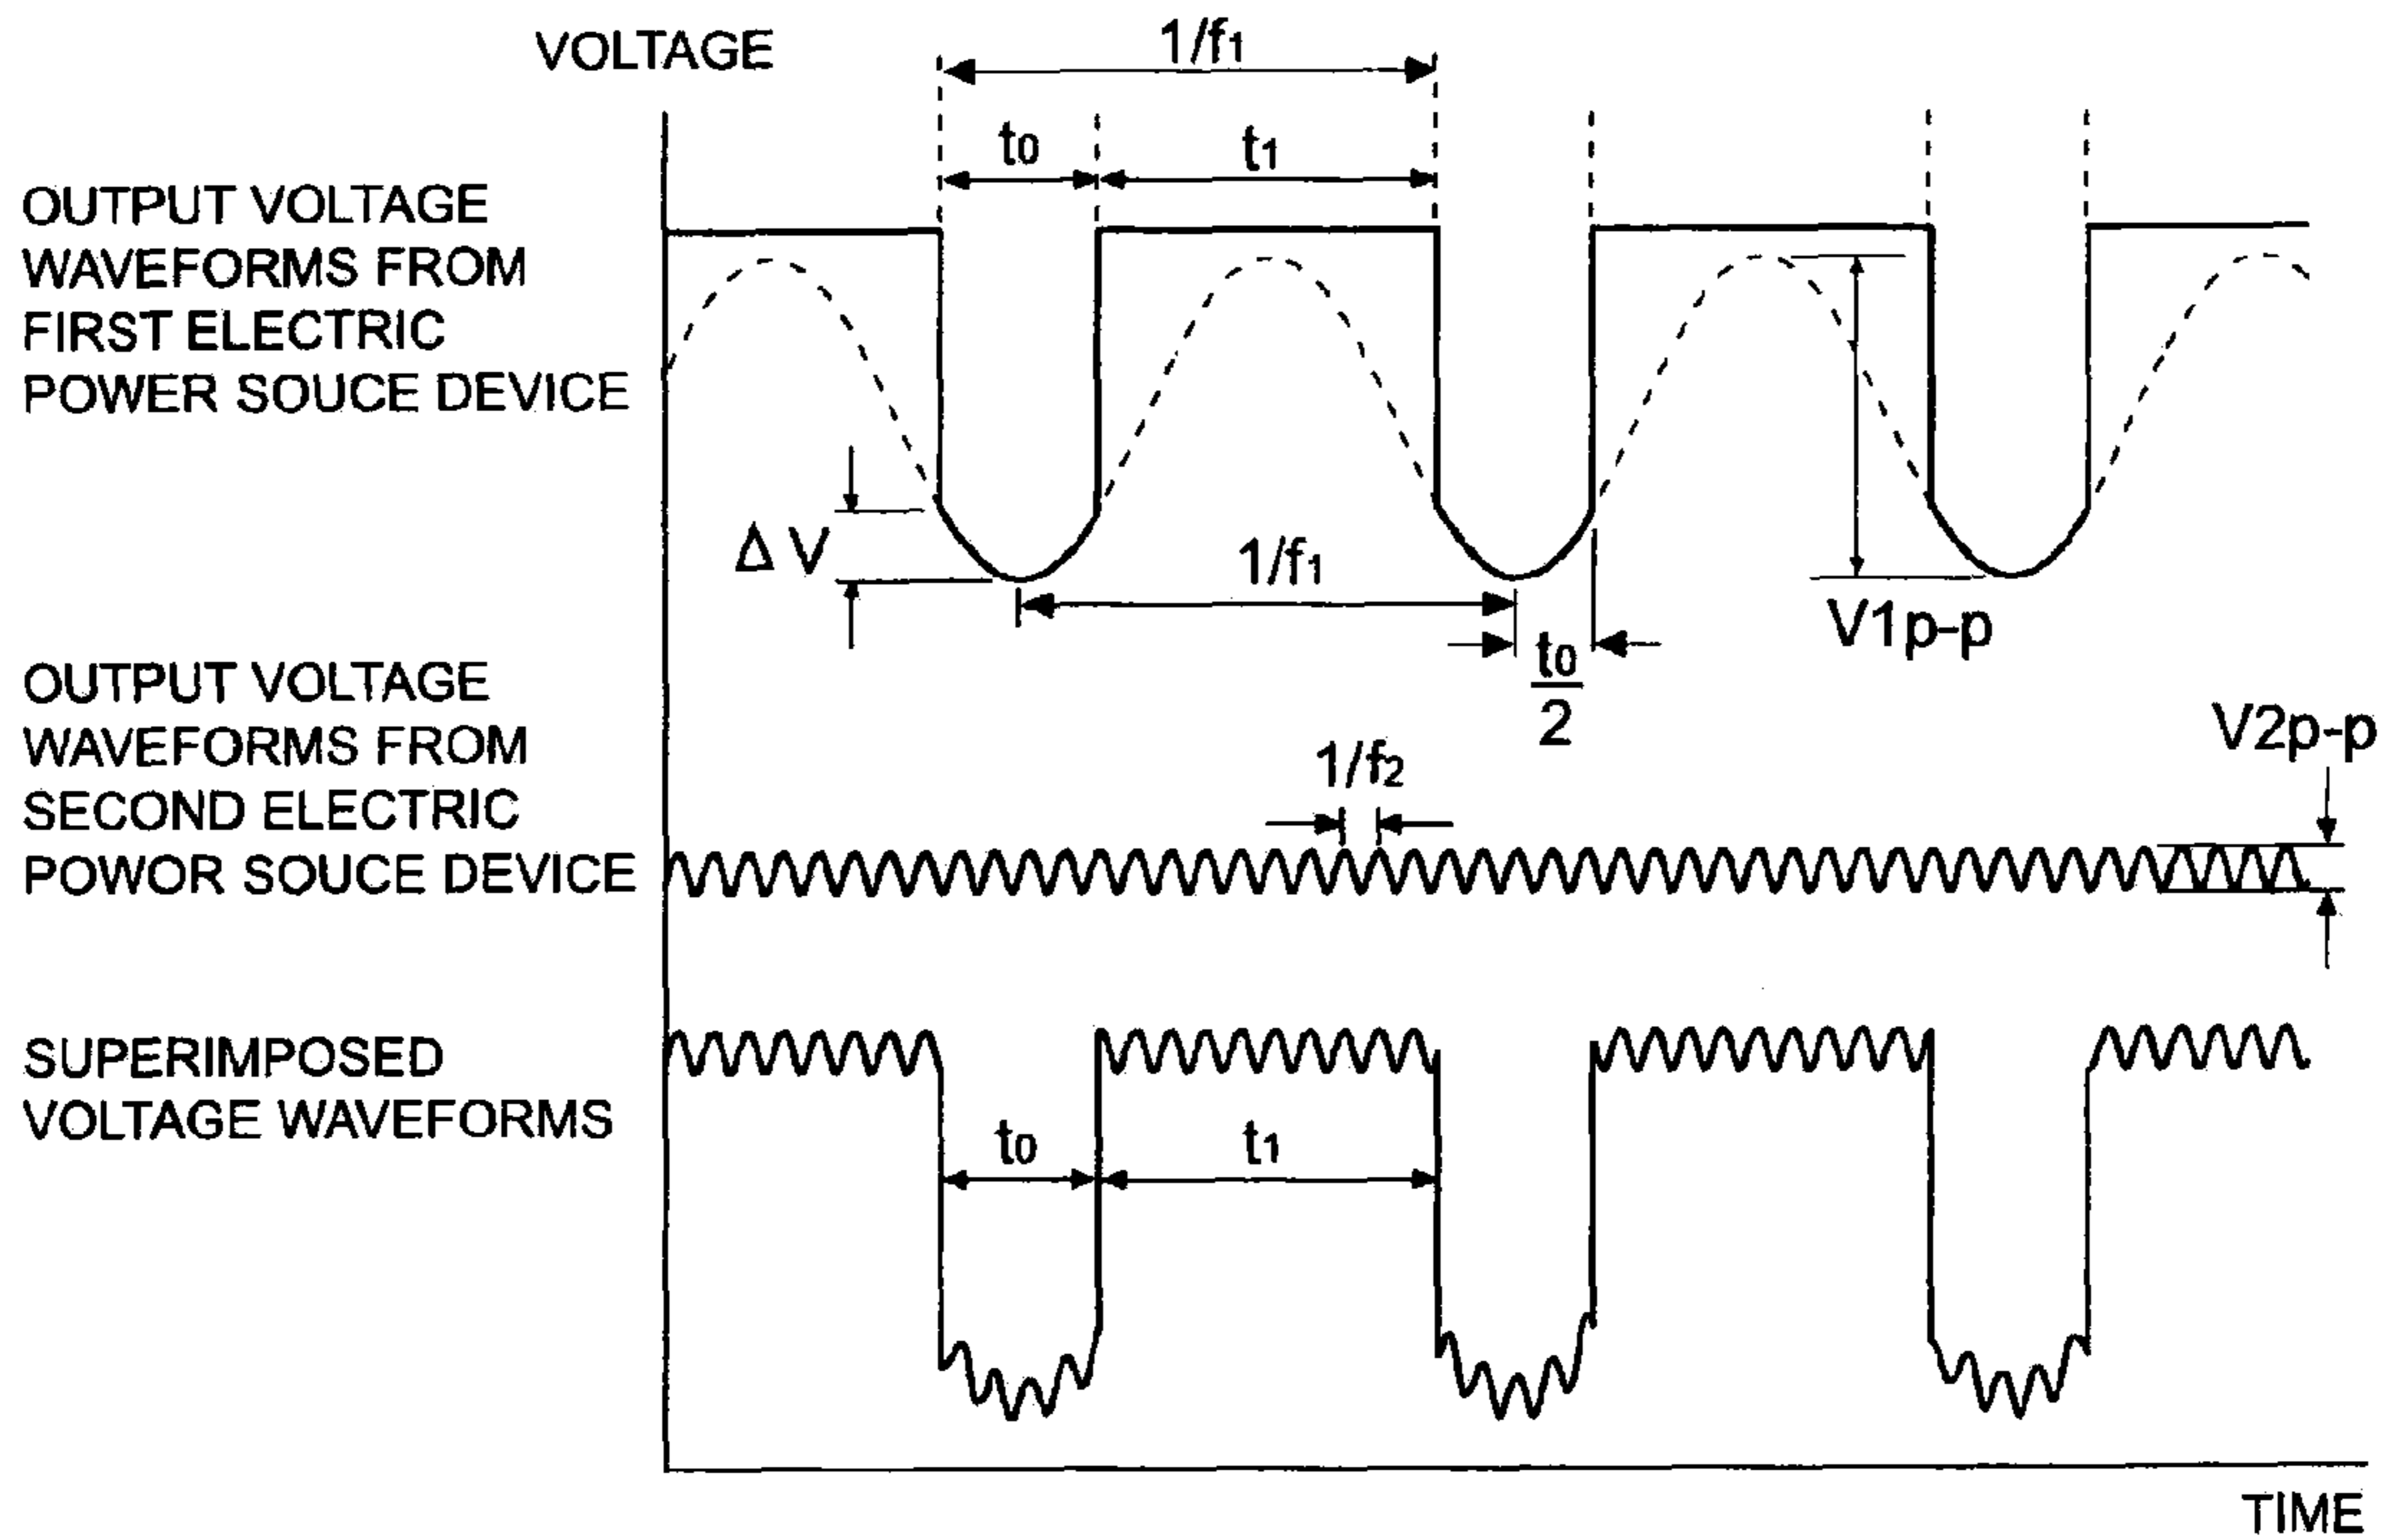 VOLTAGE
1/f1
t0
t1
OUTPUT VOLTAGE
WAVEFORMS FROM
FIRST ELECTRIC
POWER SOUCE DEVICE
Δ V
1/f1
V1p-p
t0
2
OUTPUT VOLTAGE
WAVEFORMS FROM
SECOND ELECTRIC
POWOR SOUCE DEVICE
1/f2
V2p-p
SUPERIMPOSED
VOLTAGE WAVEFORMS
t0
t1
TIME